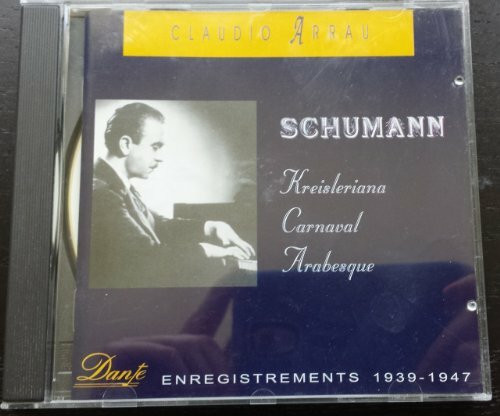 CLAUDIO ARRAU
SCHUMANN
Kreisleriana
Carnaval
Arabesque
Dante
ENREGISTREMENTS 1939-1947